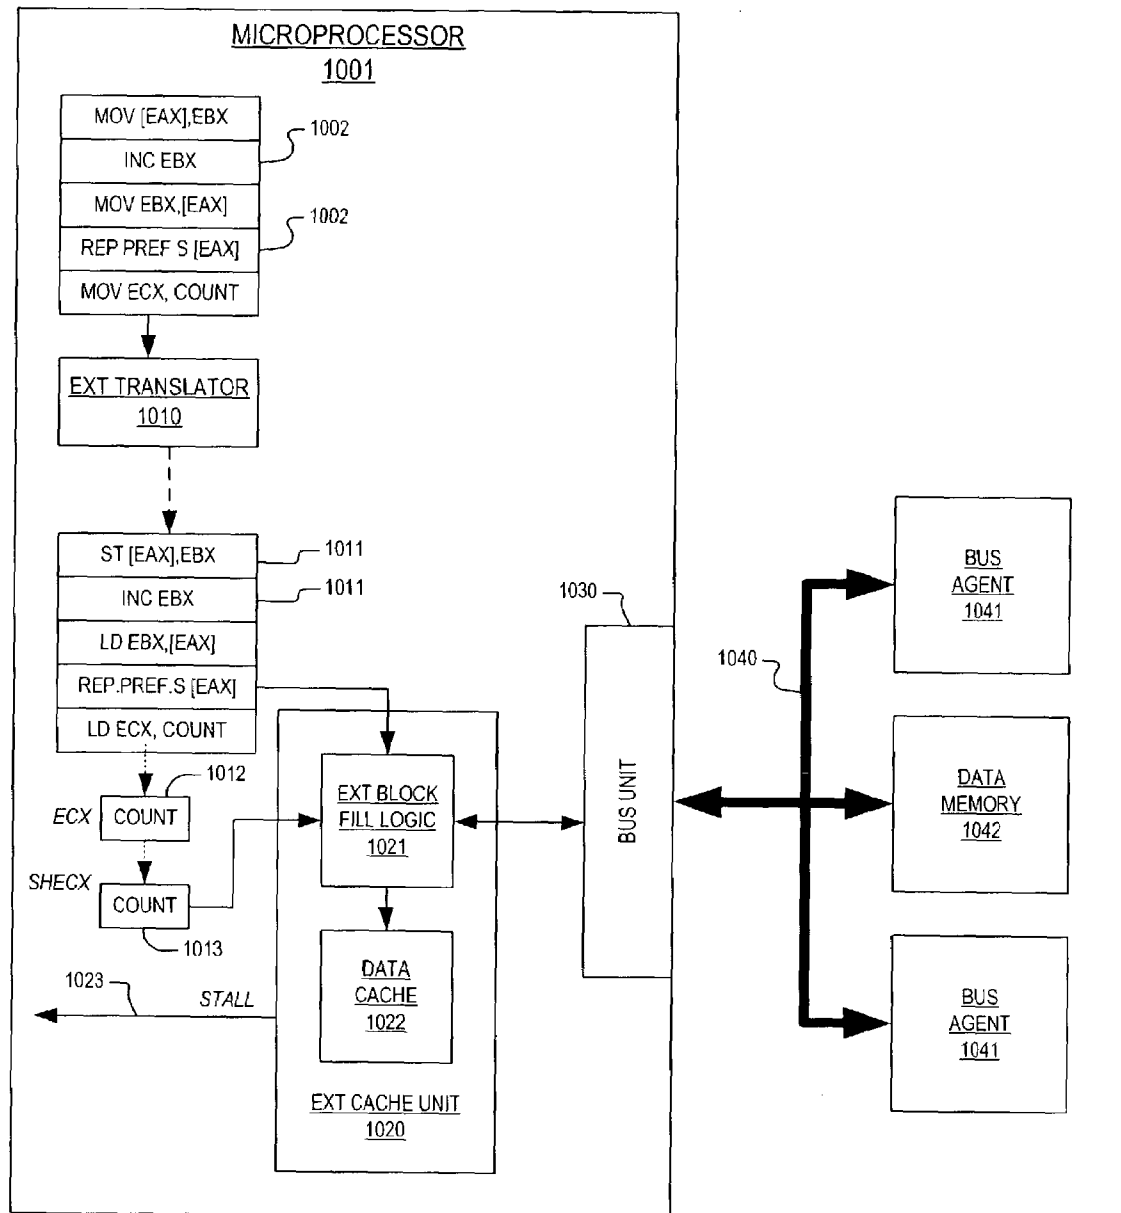 MICROPROCESSOR
1001
MOV [EAX],EBX
1002
INC EBX
MOV EBX,[EAX]
1002
REP PREF S [EAX]
MOV ECX, COUNT
EXT TRANSLATOR
1010
ST [EAX],EBX
1011
INC EBX
1011
LD EBX,[EAX]
REP.PREF.S [EAX]
LD ECX, COUNT
1012
ECX
COUNT
SHECX
COUNT
1013
1023
STALL
EXT BLOCK
FILL LOGIC
1021
DATA
CACHE
1022
EXT CACHE UNIT
1020
1030
BUS UNIT
1040
BUS
AGENT
1041
DATA
MEMORY
1042
BUS
AGENT
1041